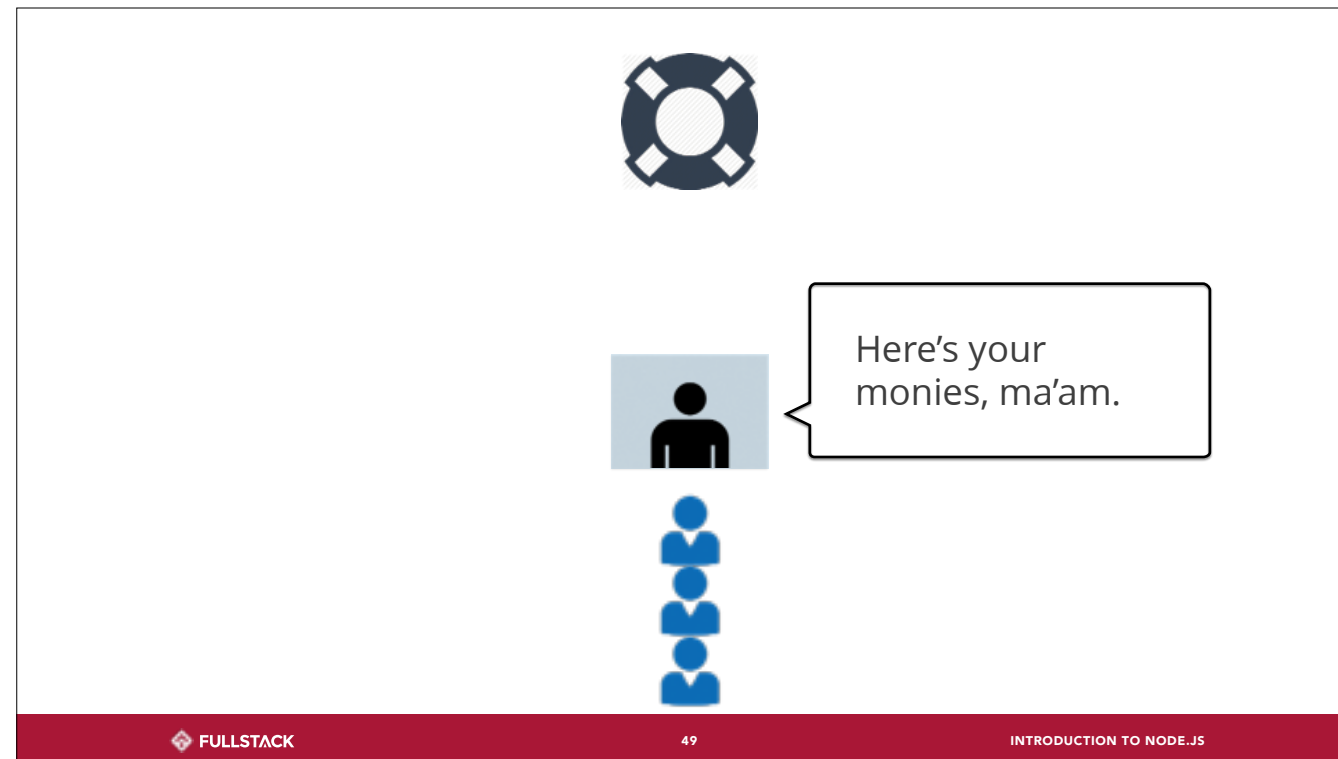 Here’s your
monies, ma’am.
FULLSTACK
49
INTRODUCTION TO NODE.JS